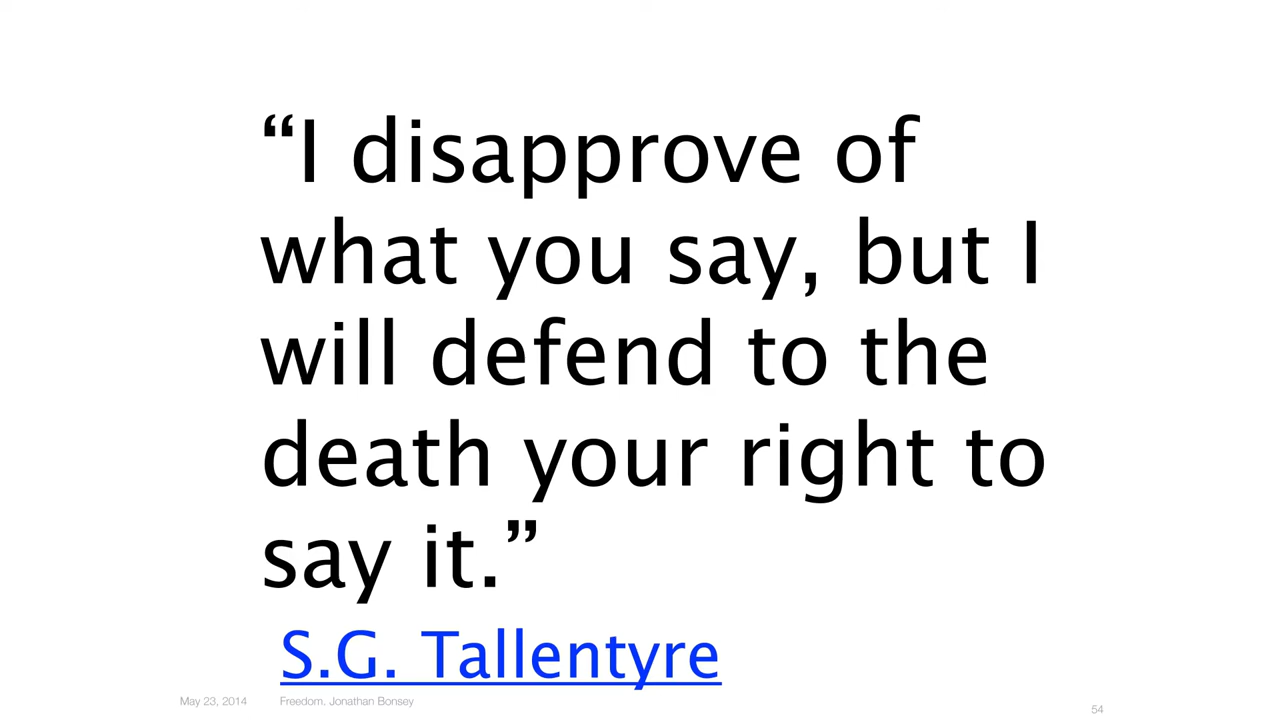 “I disapprove of
what you say, but I
will defend to the
death your right to
say it.”
S.G. Tallentyre
May 23, 2014 Freedom. Jonathan Bonsey 54